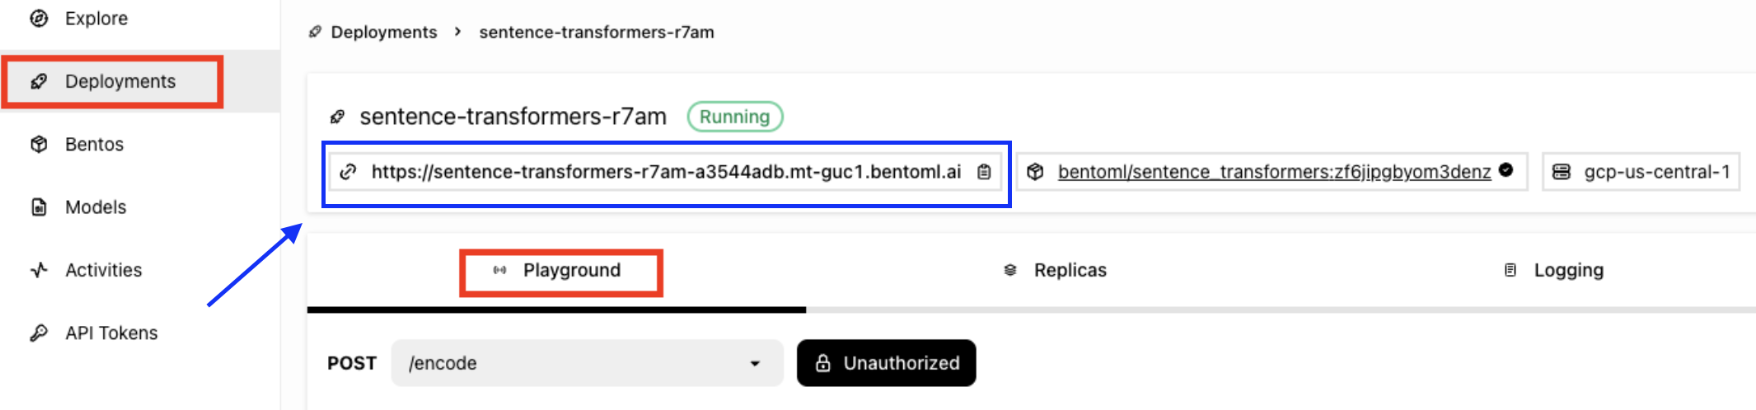 Explore
Deployments
Bentos
Models
Activities
API Tokens
Deployments > sentence-transformers-r7am
sentence-transformers-r7am Running
https://sentence-transformers-r7am-a3544adb.mt-guc1.bentoml.ai bentoml/sentence_transformers:zf6jipgbyom3denz gcp-us-central-1
Playground Replicas Logging
POST /encode Unauthorized